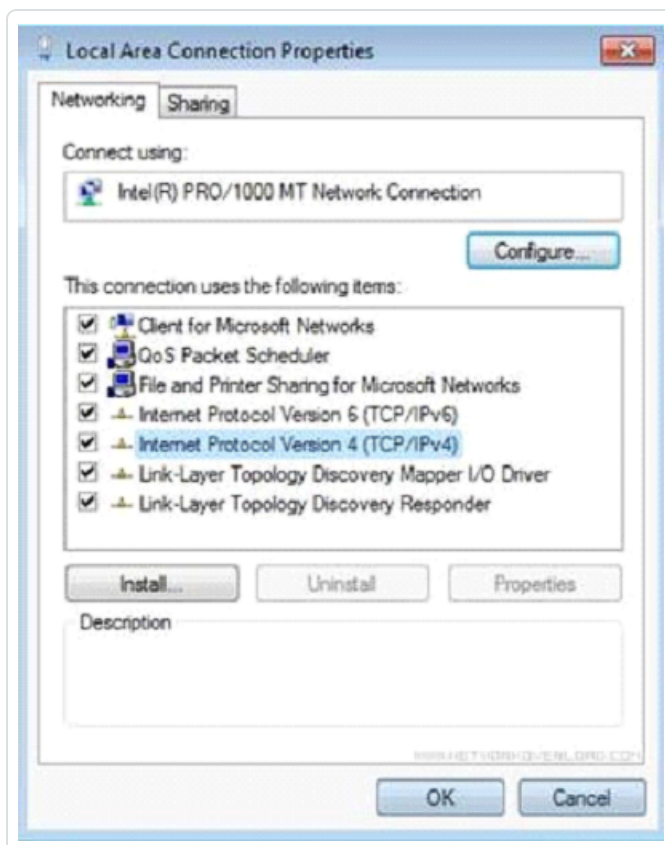 Local Area Connection Properties
Networking
Sharing
Connect using:
Intel(R) PRO/1000 MT Network Connection
Configure...
This connection uses the following items:
Client for Microsoft Networks
QoS Packet Scheduler
File and Printer Sharing for Microsoft Networks
Internet Protocol Version 6 (TCP/IPv6)
Internet Protocol Version 4 (TCP/IPv4)
Link-Layer Topology Discovery Mapper I/O Driver
Link-Layer Topology Discovery Responder
Install...
Uninstall
Properties
Description
OK
Cancel